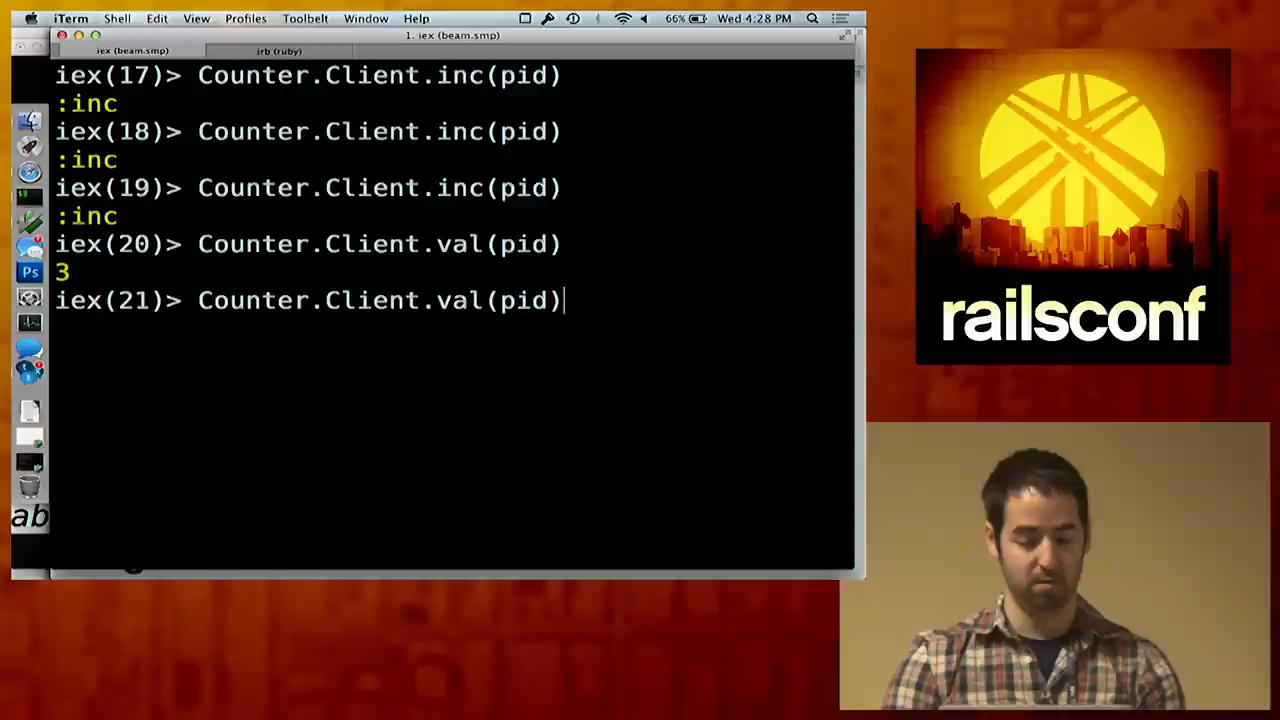 iTerm Shell Edit View Profiles Toolbelt Window Help 66% Wed 4:28 PM
1. iex (beam.smp)
iex (beam.smp) irb (ruby)
iex(17)> Counter.Client.inc(pid)
:inc
iex(18)> Counter.Client.inc(pid)
:inc
iex(19)> Counter.Client.inc(pid)
:inc
iex(20)> Counter.Client.val(pid)
3
iex(21)> Counter.Client.val(pid)
Ps
ab
railsconf